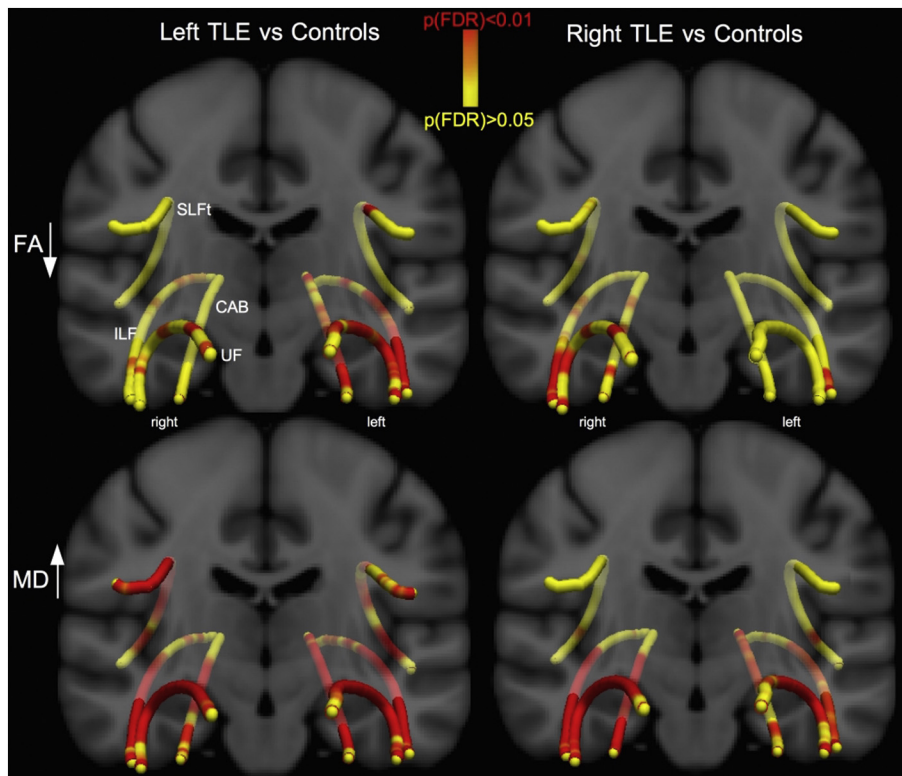 p(FDR)<0.01
Left TLE vs Controls
Right TLE vs Controls
p(FDR)>0.05
SLFt
FA
CAB
ILF
UF
right
left
right
left
MD